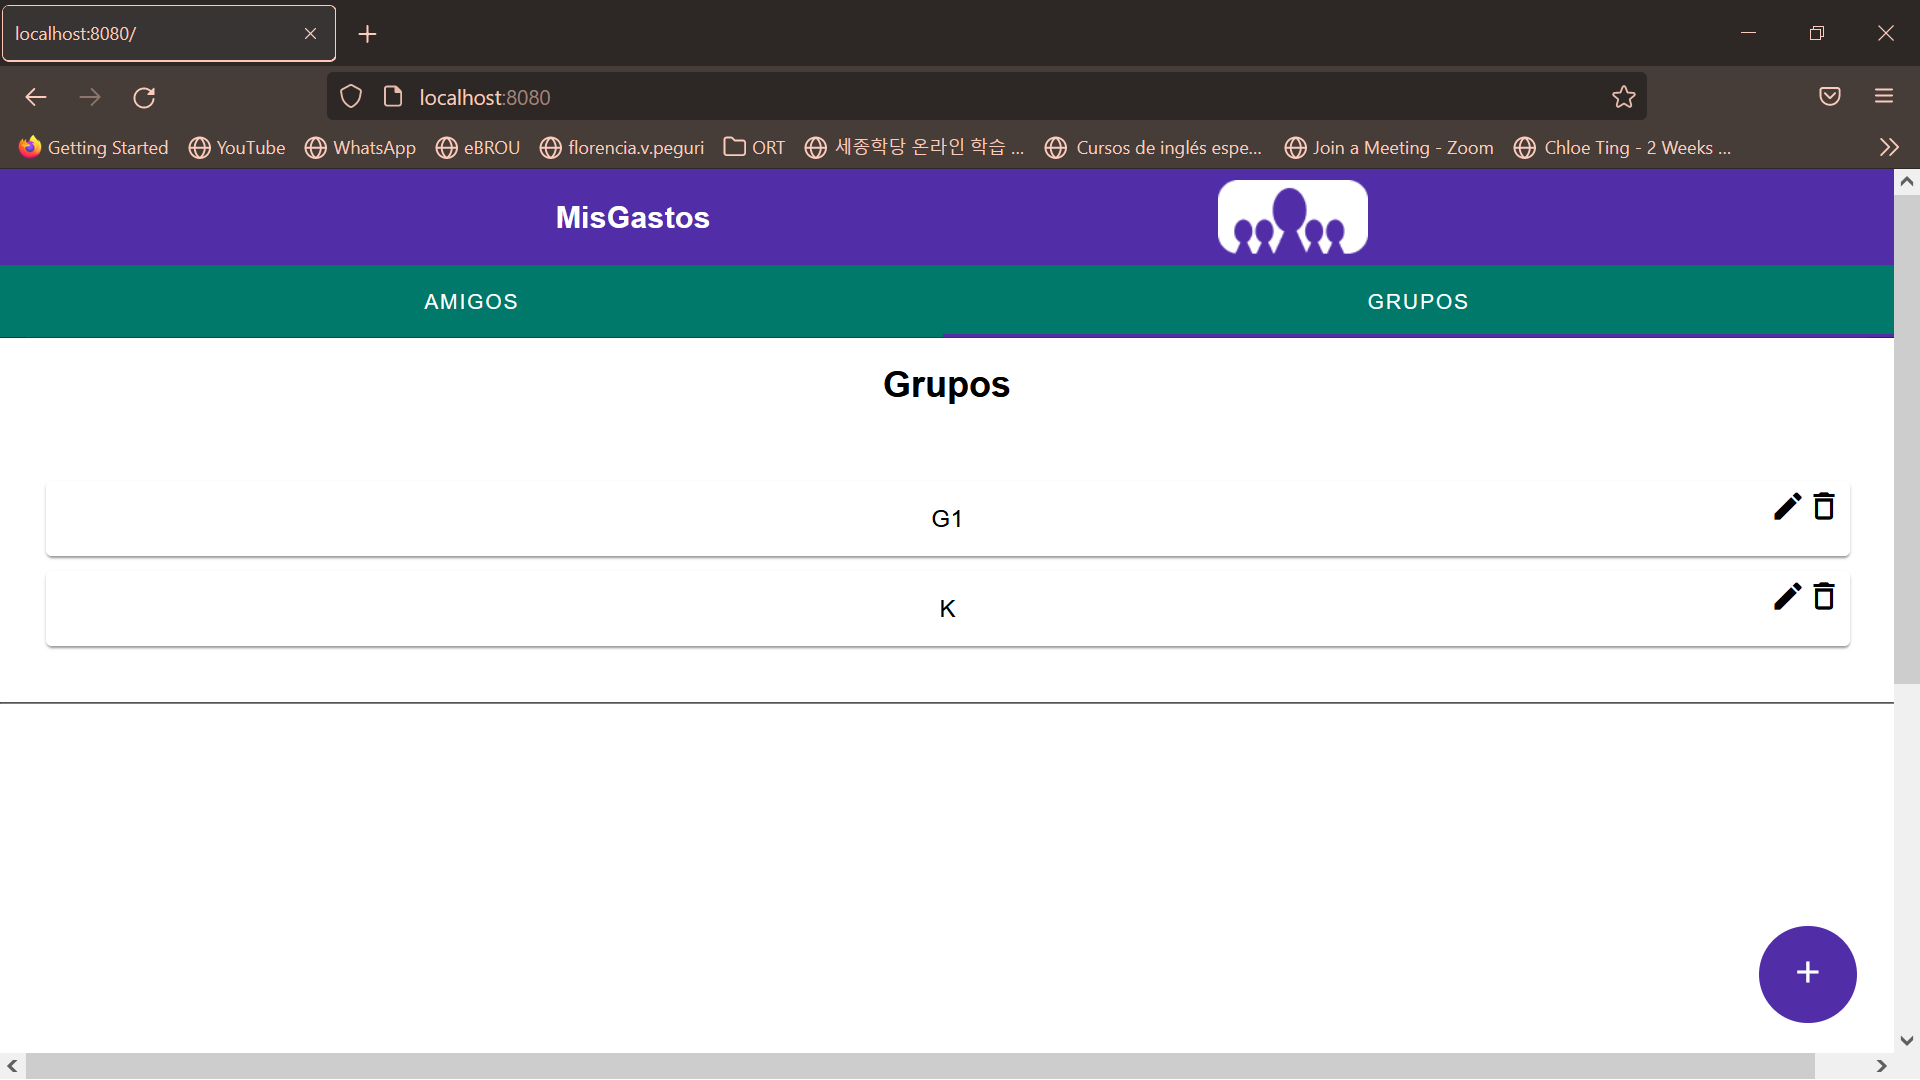 localhost:8080/
localhost:8080
Getting Started YouTube WhatsApp eBROU florencia.v.peguri ORT 세종학당 온라인 학습 ... Cursos de inglés espe... Join a Meeting - Zoom Chloe Ting - 2 Weeks ...
MisGastos
AMIGOS GRUPOS
Grupos
G1
K